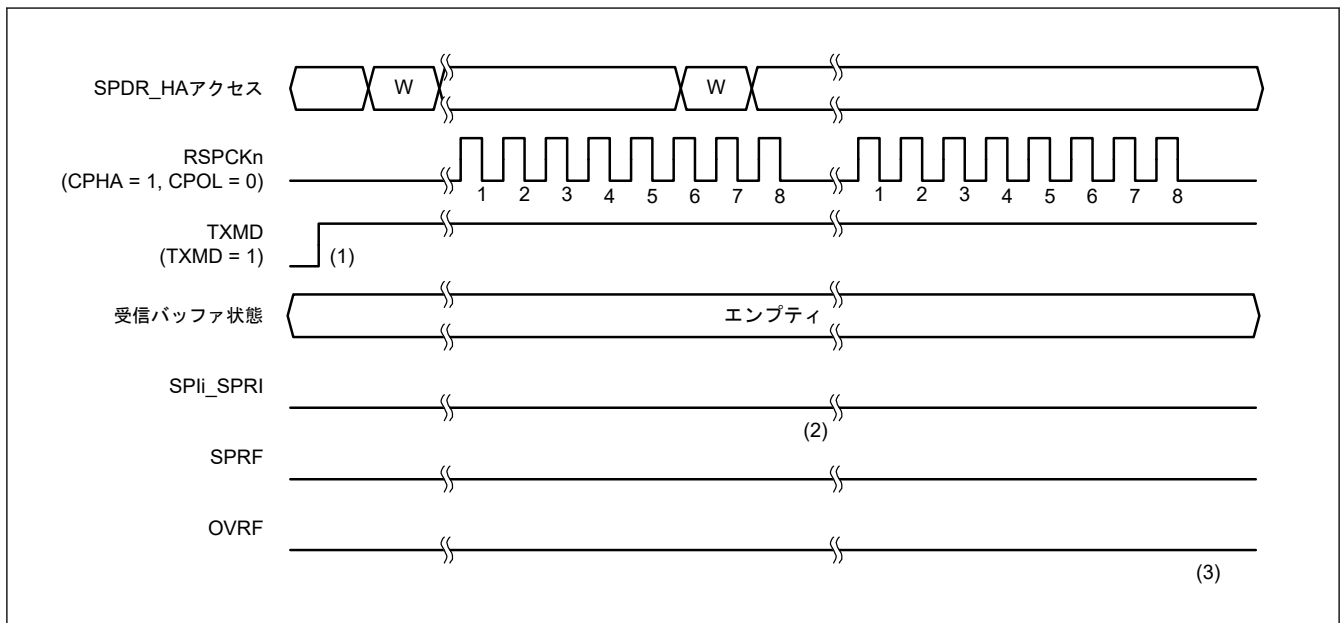 SPDR_HAアクセス
W
W
RSPCKn
(CPHA = 1, CPOL = 0)
1 2 3 4 5 6 7 8
1 2 3 4 5 6 7 8
TXMD
(TXMD = 1)
(1)
受信バッファ状態
エンプティ
SPIi_SPRI
(2)
SPRF
OVRF
(3)